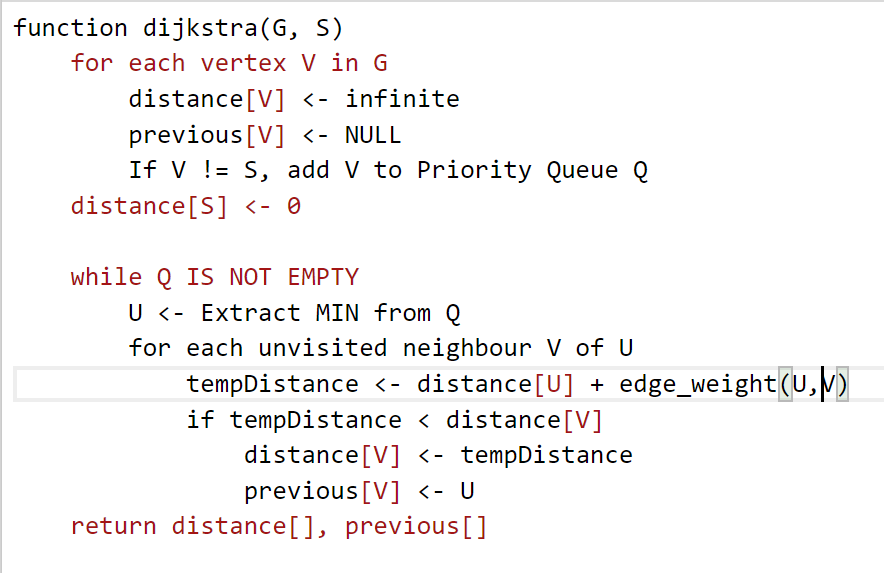 function dijkstra(G, S)
    for each vertex V in G
        distance[V] <- infinite
        previous[V] <- NULL
        If V != S, add V to Priority Queue Q
    distance[S] <- 0

    while Q IS NOT EMPTY
        U <- Extract MIN from Q
        for each unvisited neighbour V of U
            tempDistance <- distance[U] + edge_weight(U,V)
            if tempDistance < distance[V]
                distance[V] <- tempDistance
                previous[V] <- U
    return distance[], previous[]